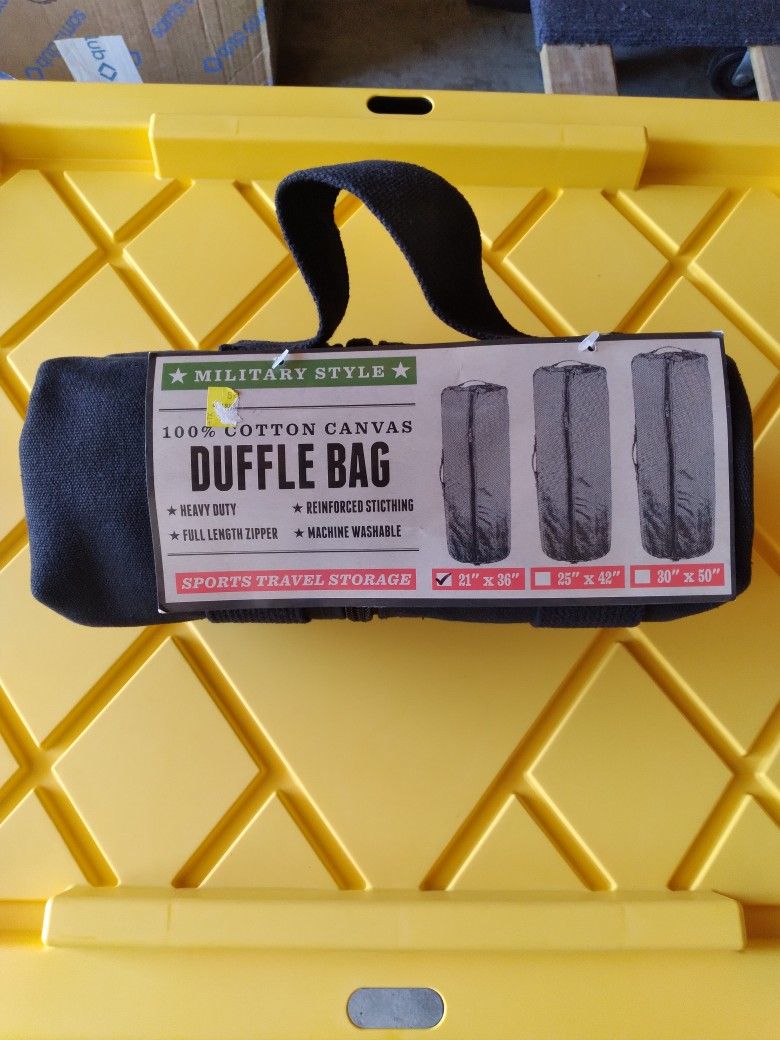 MILITARY STYLE
100% COTTON CANVAS
DUFFLE BAG
HEAVY DUTY
REINFORCED STICTHING
FULL LENGTH ZIPPER
MACHINE WASHABLE
SPORTS TRAVEL STORAGE
21" x 36"
25" x 42"
30" x 50"